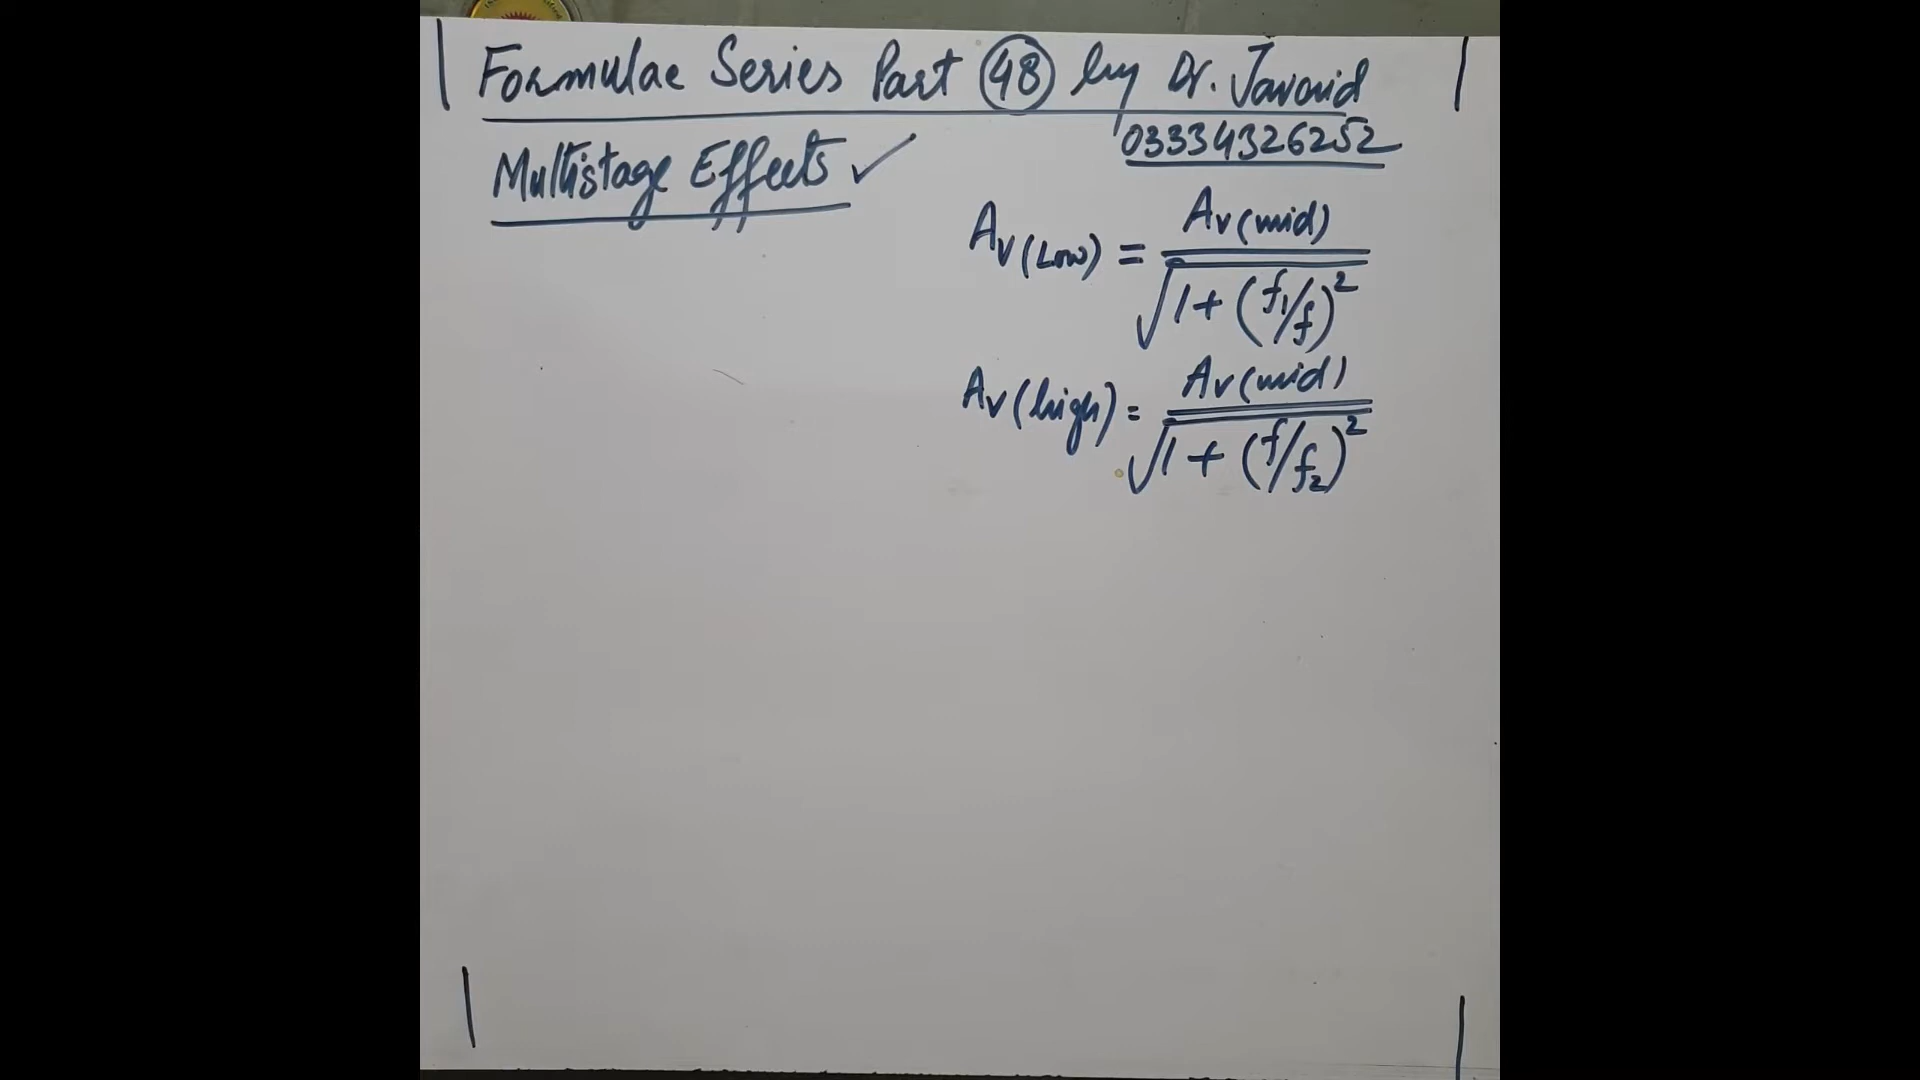 Formulae Series Part 48 by Dr. Javaid
03334326252
Multistage Effects ✓
Av(Low) = Av(mid) / √1 + (f1/f)²
Av(high) = Av(mid) / √1 + (f/f2)²